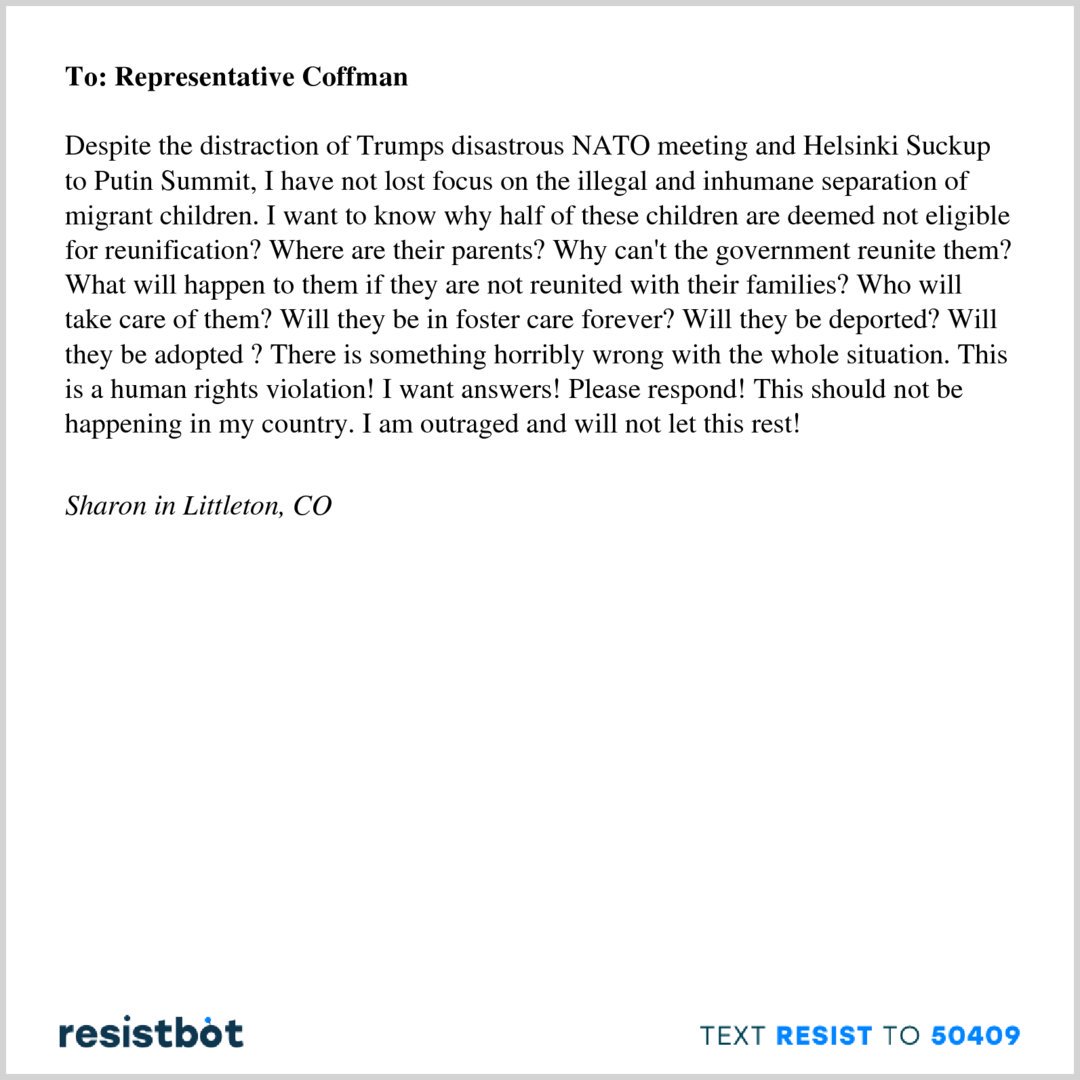 To: Representative Coffman
Despite the distraction of Trumps disastrous NATO meeting and Helsinki Suckup
to Putin Summit, I have not lost focus on the illegal and inhumane separation of
migrant children. I want to know why half of these children are deemed not eligible
for reunification? Where are their parents? Why can't the government reunite them?
What will happen to them if they are not reunited with their families? Who will
take care of them? Will they be in foster care forever? Will they be deported? Will
they be adopted ? There is something horribly wrong with the whole situation. This
is a human rights violation! I want answers! Please respond! This should not be
happening in my country. I am outraged and will not let this rest!
Sharon in Littleton, CO
resistbot
TEXT RESIST TO 50409